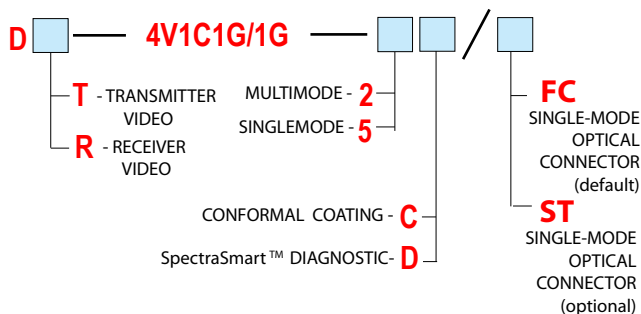 D 4V1C1G/1G /
T - TRANSMITTER
VIDEO
R - RECEIVER
VIDEO
MULTIMODE - 2
SINGLEMODE - 5
CONFORMAL COATING - C
SpectraSmart™ DIAGNOSTIC- D
FC
SINGLE-MODE
OPTICAL
CONNECTOR
(default)
ST
SINGLE-MODE
OPTICAL
CONNECTOR
(optional)